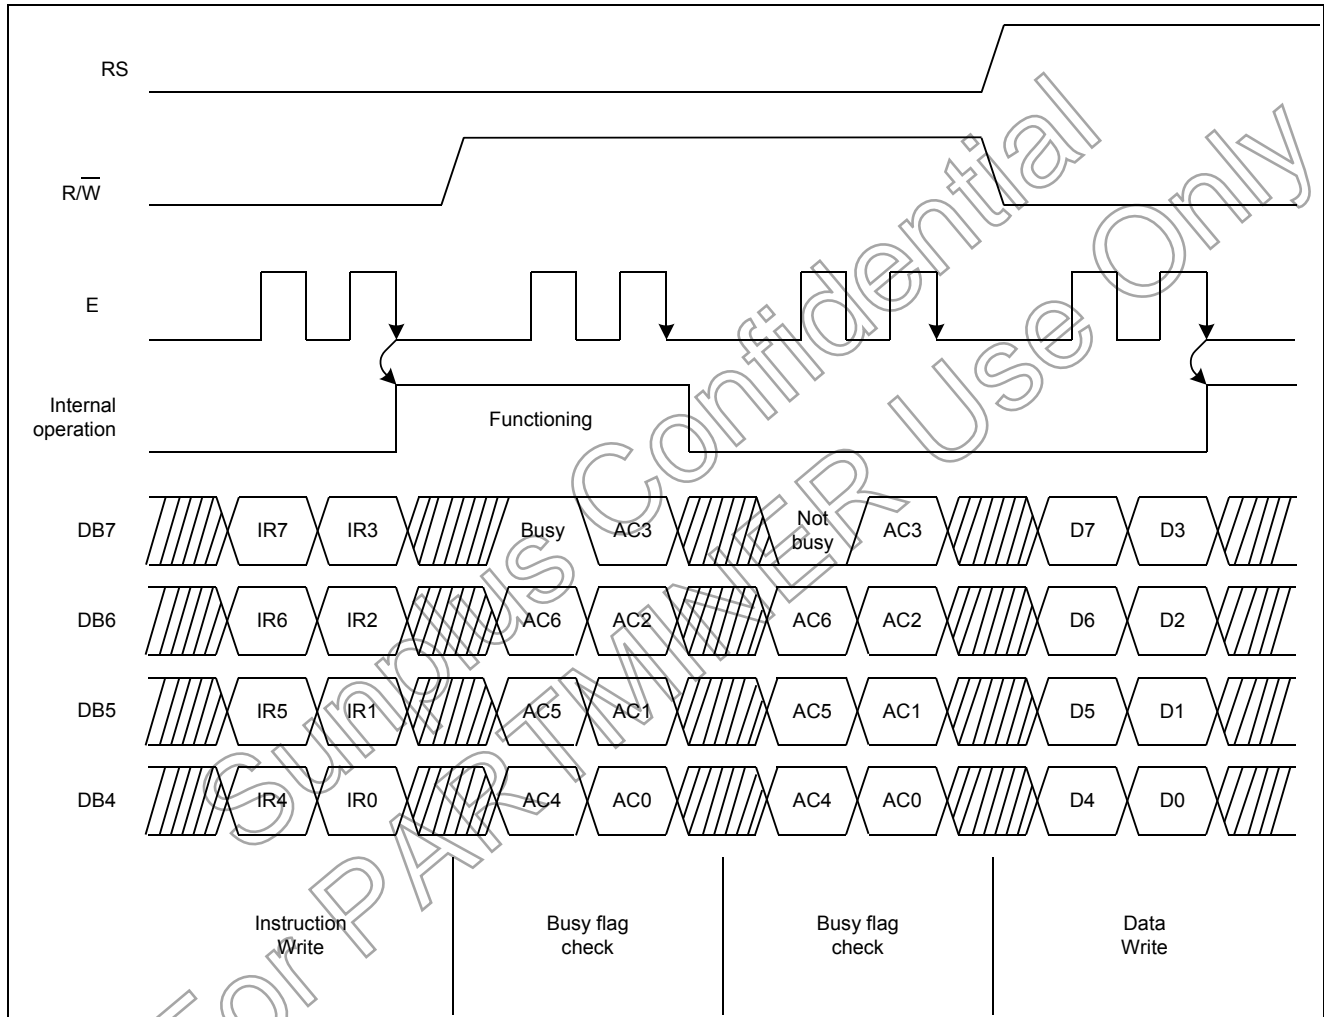 RS
R/W
E
Internal
operation
Functioning
DB7 IR7 IR3 Busy AC3 Not busy AC3 D7 D3
DB6 IR6 IR2 AC6 AC2 AC6 AC2 D6 D2
DB5 IR5 IR1 AC5 AC1 AC5 AC1 D5 D1
DB4 IR4 IR0 AC4 AC0 AC4 AC0 D4 D0
Instruction
Write
Busy flag
check
Busy flag
check
Data
Write
Sunplus Confidential
For PARTMINER Use Only